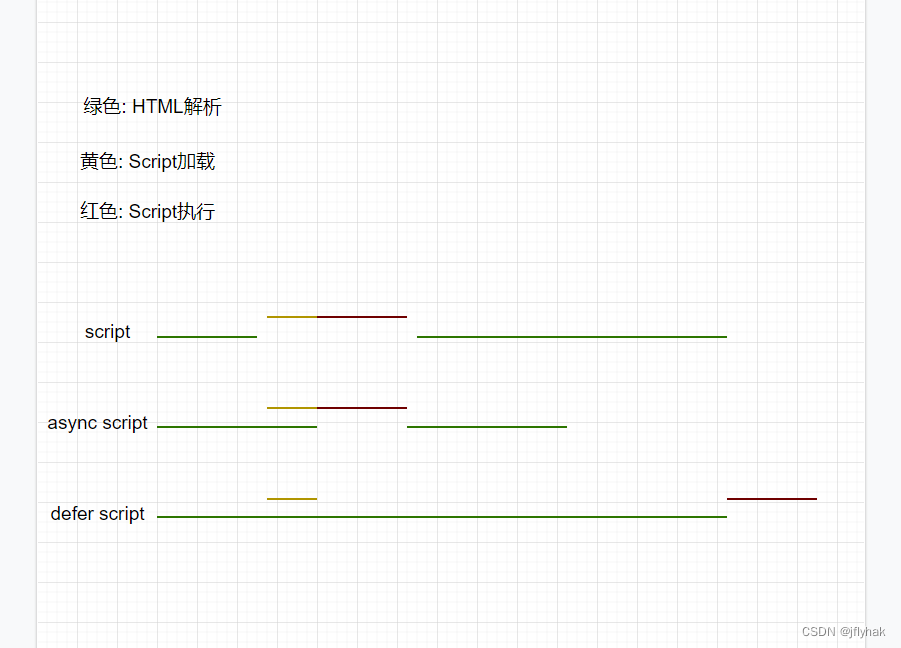 绿色: HTML解析
黄色: Script加载
红色: Script执行
script
async script
defer script
CSDN @jflyhak